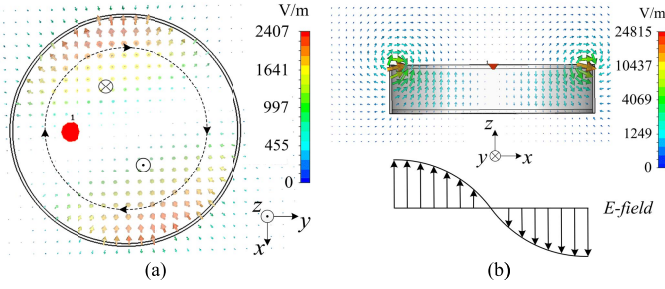 V/m
2407
1641
997
455
0
1
z
y
x
(a)
V/m
24815
10437
4069
1249
0
z
y
x
E-field
(b)